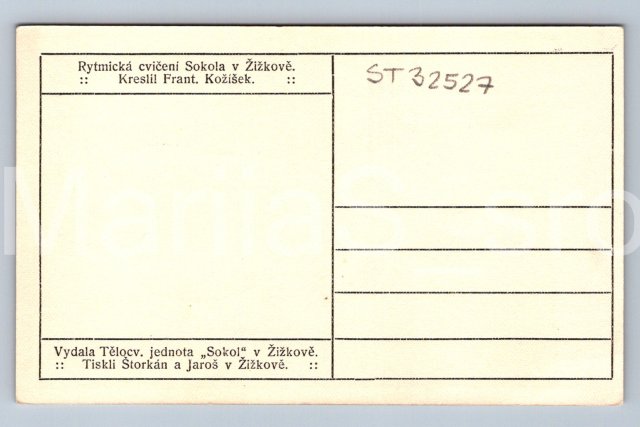 Rytmická cvičení Sokola v Žižkově.
:: Kreslil Frant. Kožíšek. ::
ST 32527
Vydala Tělocv. jednota „Sokol“ v Žižkově.
:: Tiskli Štorkán a Jaroš v Žižkově. ::